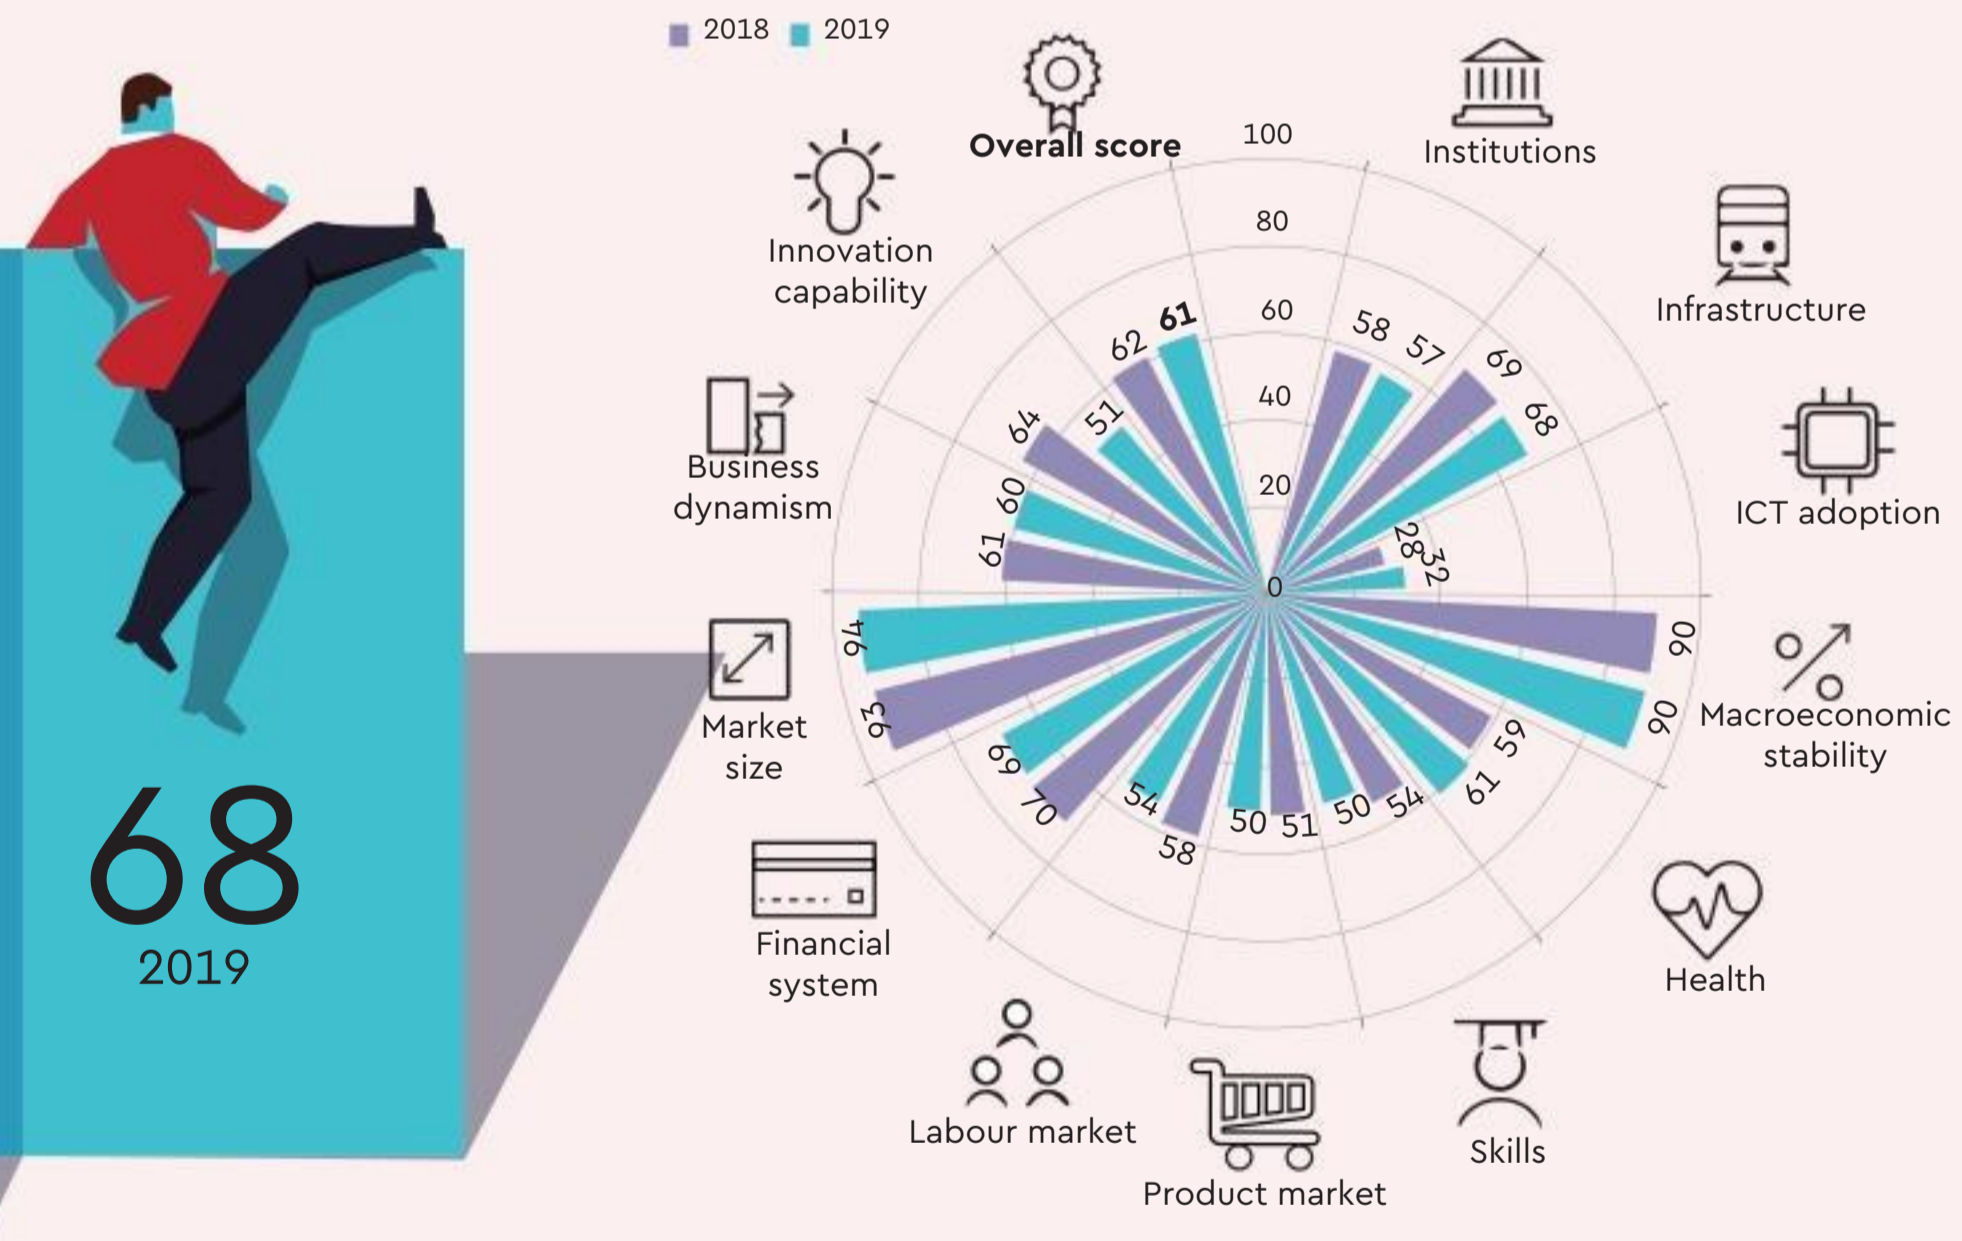 2018
2019
Overall score
Institutions
Infrastructure
ICT adoption
Macroeconomic
stability
Health
Skills
Product market
Labour market
Financial
system
Market
size
Business
dynamism
Innovation
capability
100
80
60
40
20
0
62
61
58
57
69
68
28
32
90
90
59
61
54
50
51
50
58
54
70
69
93
94
61
60
64
51
68
2019